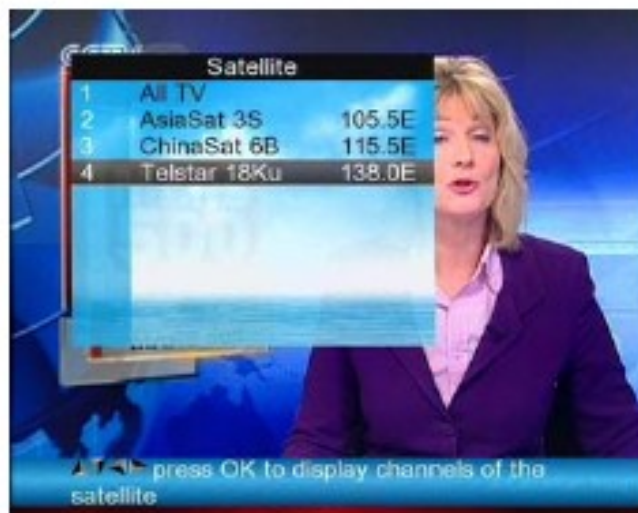 CCTV
Satellite
1 All TV
2 AsiaSat 3S 105.5E
3 ChinaSat 6B 115.5E
4 Telstar 18Ku 138.0E
press OK to display channels of the
satellite